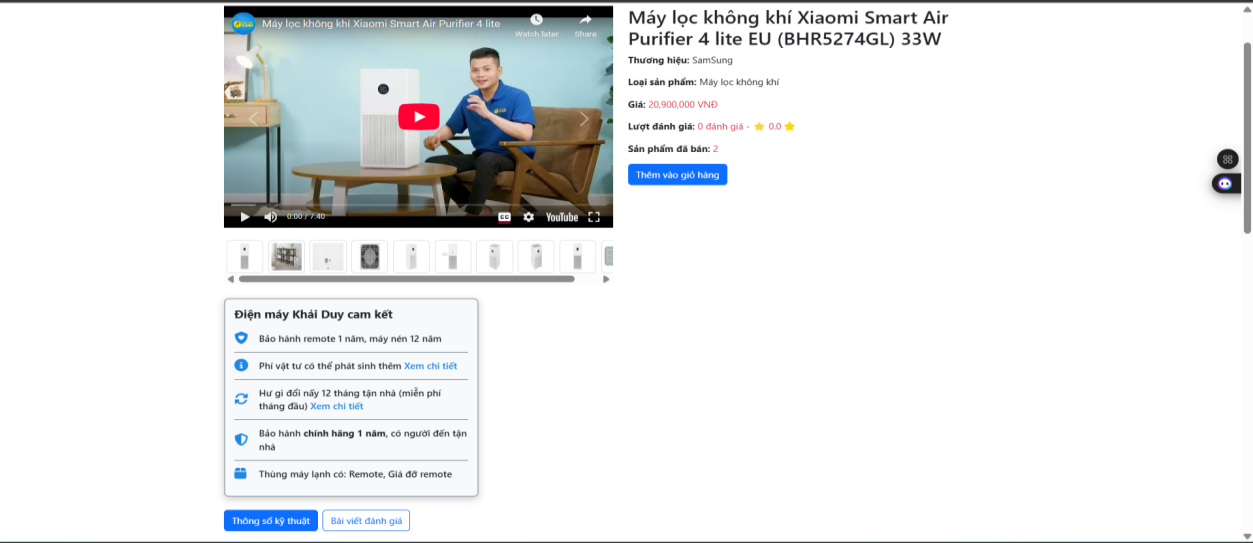 Máy lọc không khí Xiaomi Smart Air Purifier 4 lite
Watch later
Share
0:00 / 7:40
CC
YouTube
Máy lọc không khí Xiaomi Smart Air
Purifier 4 lite EU (BHR5274GL) 33W
Thương hiệu: SamSung
Loại sản phẩm: Máy lọc không khí
Giá: 20,900,000 VNĐ
Lượt đánh giá: 0 đánh giá - ⭐ 0.0 ⭐
Sản phẩm đã bán: 2
Thêm vào giỏ hàng
Điện máy Khải Duy cam kết
Bảo hành remote 1 năm, máy nén 12 năm
Phí vật tư có thể phát sinh thêm Xem chi tiết
Hư gì đổi nấy 12 tháng tận nhà (miễn phí
tháng đầu) Xem chi tiết
Bảo hành chính hãng 1 năm, có người đến tận
nhà
Thùng máy lạnh có: Remote, Giá đỡ remote
Thông số kỹ thuật
Bài viết đánh giá